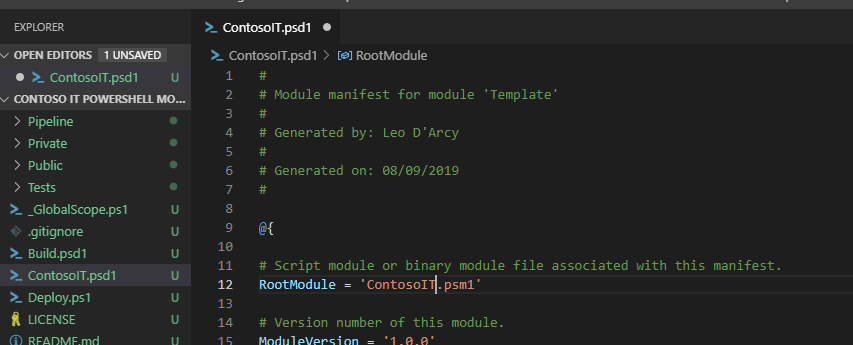 EXPLORER
OPEN EDITORS 1 UNSAVED
ContosoIT.psd1 U
CONTOSO IT POWERSHELL MO...
Pipeline
Private
Public
Tests
_GlobalScope.ps1 U
.gitignore U
Build.psd1 U
ContosoIT.psd1 U
Deploy.ps1 U
LICENSE U
README.md U
ContosoIT.psd1
ContosoIT.psd1 > RootModule
1 #
2 # Module manifest for module 'Template'
3 #
4 # Generated by: Leo D'Arcy
5 #
6 # Generated on: 08/09/2019
7 #
8
9 @{
10
11 # Script module or binary module file associated with this manifest.
12 RootModule = 'ContosoIT.psm1'
13
14 # Version number of this module.
15 ModuleVersion = '1.0.0'